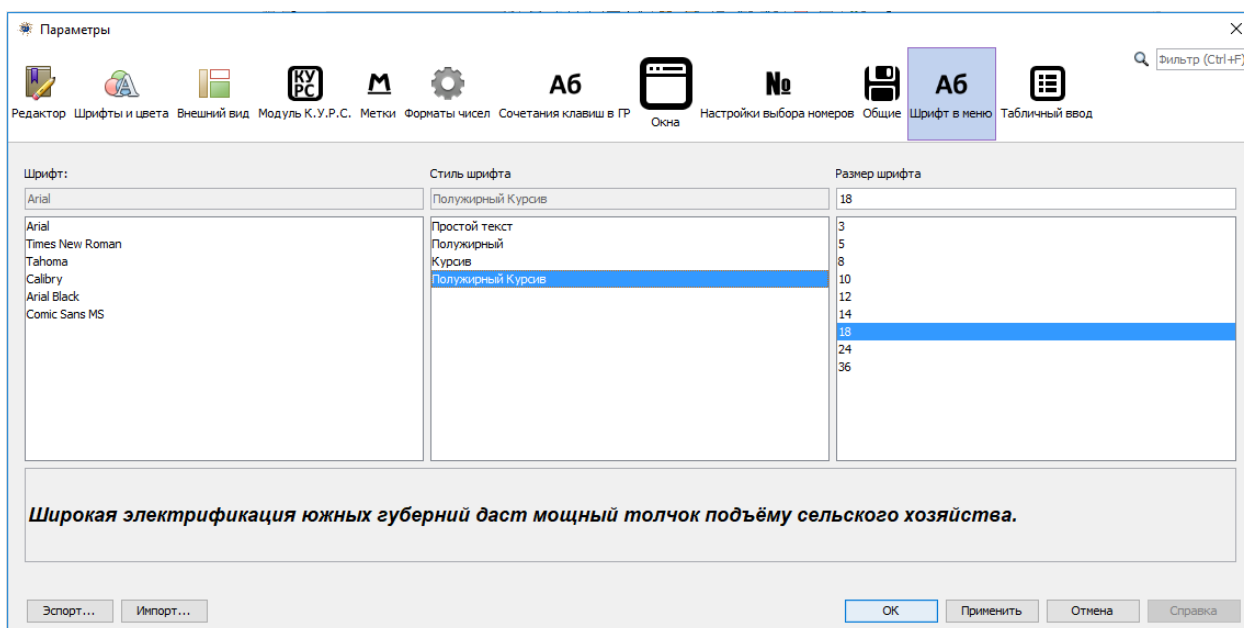 Параметры
Фильтр (Ctrl+F)
КУ
РС
М
Аб
№
Аб
Редактор Шрифты и цвета Внешний вид Модуль К.У.Р.С. Метки Форматы чисел Сочетания клавиш в ГР Окна Настройки выбора номеров Общие Шрифт в меню Табличный ввод
Шрифт: Стиль шрифта Размер шрифта
Arial Полужирный Курсив 18
Arial Простой текст 3
Times New Roman Полужирный 5
Tahoma Курсив 8
Calibry Полужирный Курсив 10
Arial Black 12
Comic Sans MS 14
18
24
36
Широкая электрификация южных губерний даст мощный толчок подъёму сельского хозяйства.
Эспорт... Импорт... OK Применить Отмена Справка